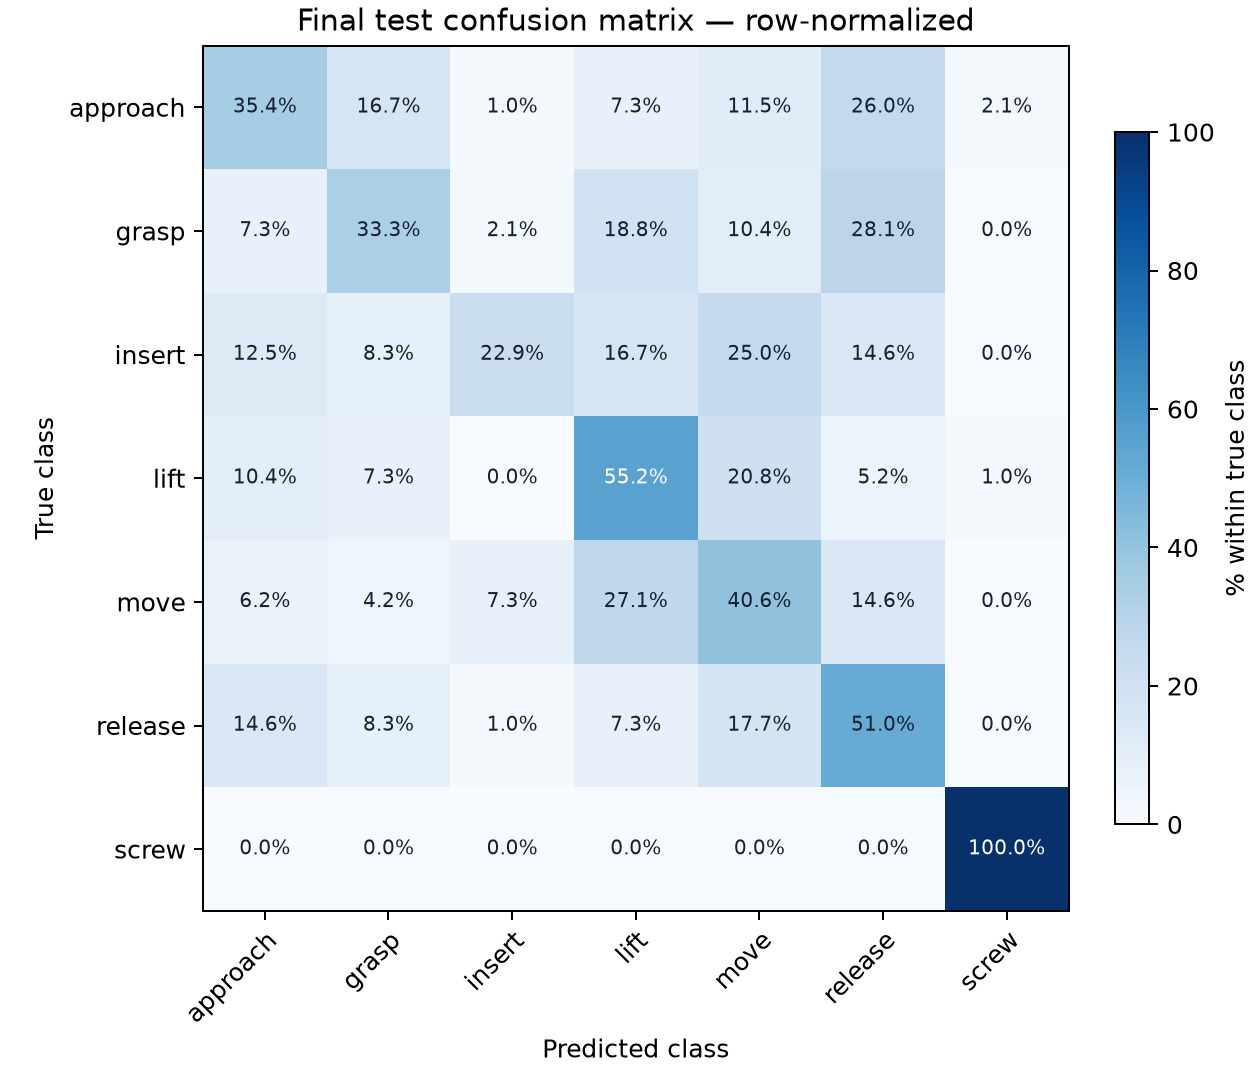 Final test confusion matrix — row-normalized
approach 35.4% 16.7% 1.0% 7.3% 11.5% 26.0% 2.1%
grasp 7.3% 33.3% 2.1% 18.8% 10.4% 28.1% 0.0%
insert 12.5% 8.3% 22.9% 16.7% 25.0% 14.6% 0.0%
lift 10.4% 7.3% 0.0% 55.2% 20.8% 5.2% 1.0%
move 6.2% 4.2% 7.3% 27.1% 40.6% 14.6% 0.0%
release 14.6% 8.3% 1.0% 7.3% 17.7% 51.0% 0.0%
screw 0.0% 0.0% 0.0% 0.0% 0.0% 0.0% 100.0%
approach grasp insert lift move release screw
Predicted class
True class
100
80
60
40
20
0
% within true class